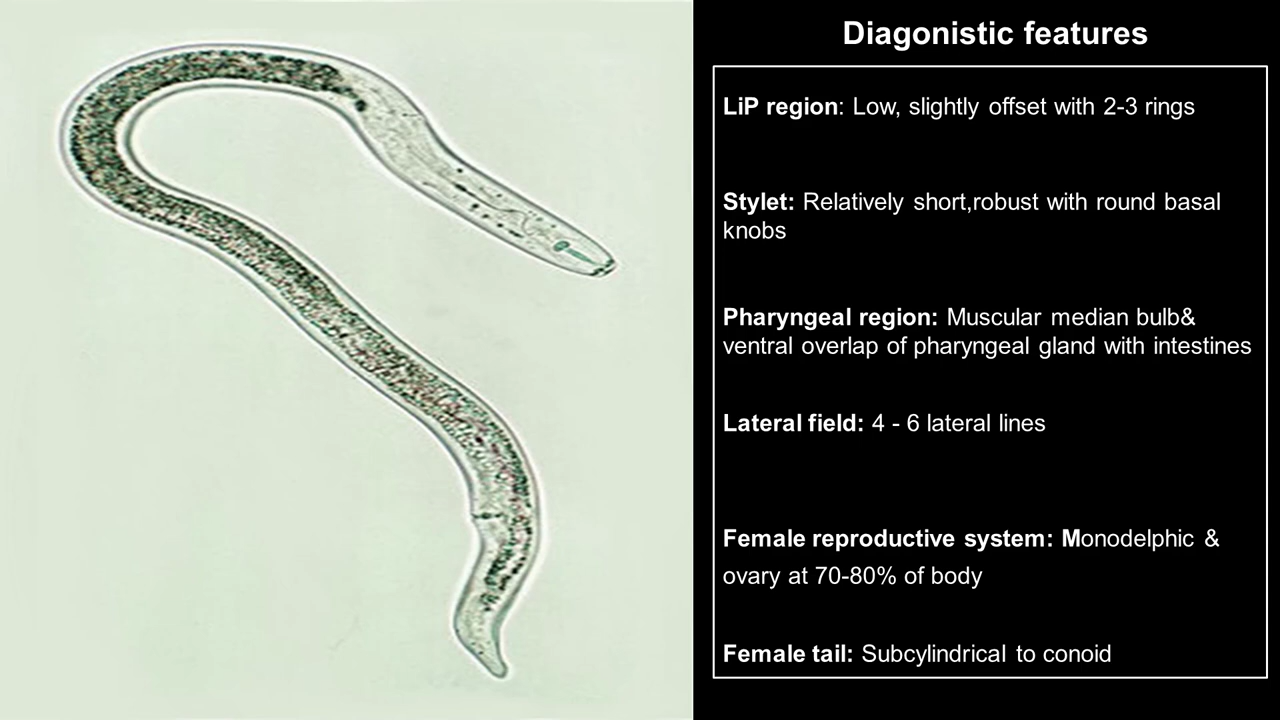 Diagonistic features
LiP region: Low, slightly offset with 2-3 rings
Stylet: Relatively short,robust with round basal
knobs
Pharyngeal region: Muscular median bulb&
ventral overlap of pharyngeal gland with intestines
Lateral field: 4 - 6 lateral lines
Female reproductive system: Monodelphic &
ovary at 70-80% of body
Female tail: Subcylindrical to conoid